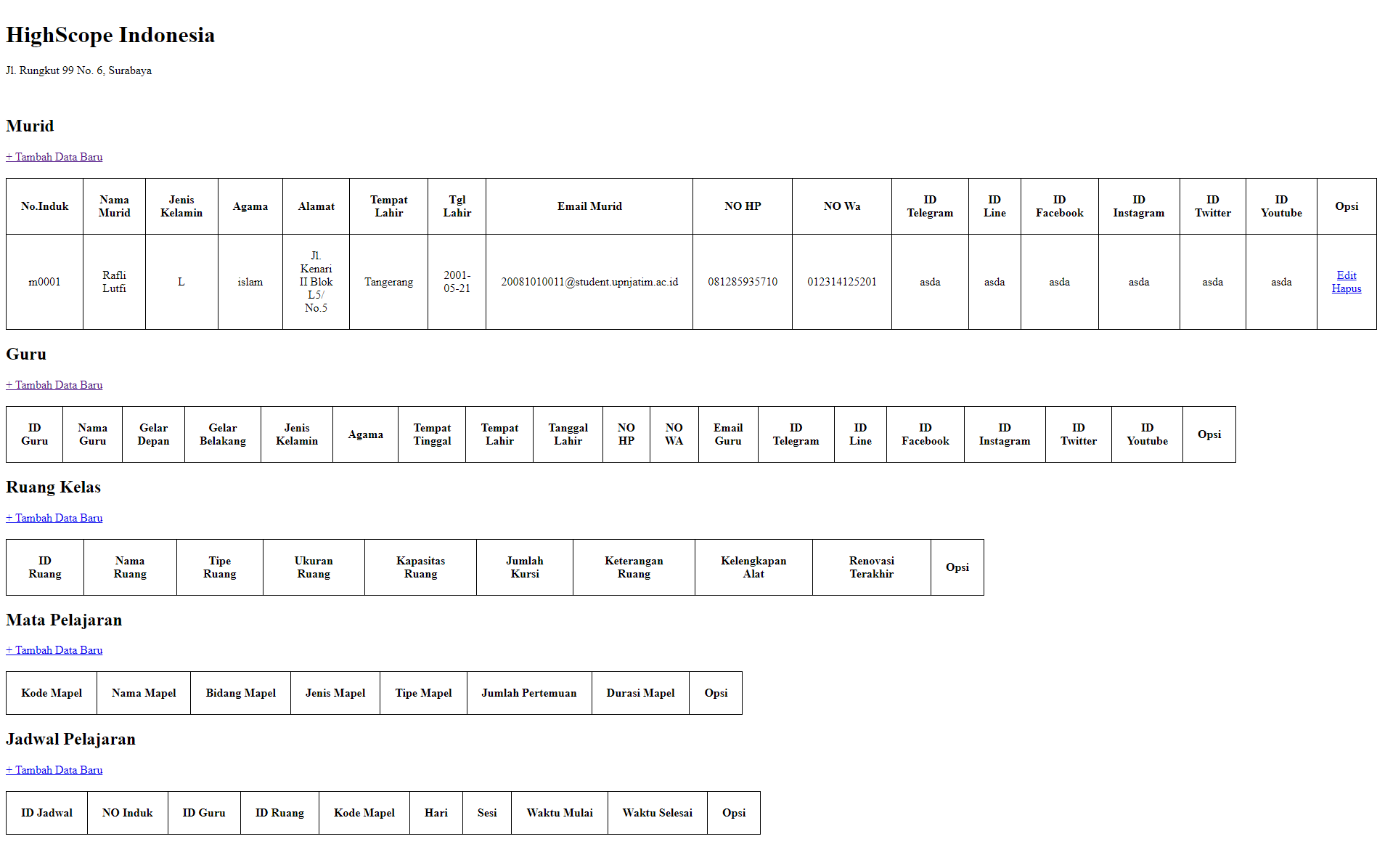 HighScope Indonesia
Jl. Rungkut 99 No. 6, Surabaya
Murid
+ Tambah Data Baru
No.Induk Nama Murid Jenis Kelamin Agama Alamat Tempat Lahir Tgl Lahir Email Murid NO HP NO Wa ID Telegram ID Line ID Facebook ID Instagram ID Twitter ID Youtube Opsi
m0001 Rafli Lutfi L islam Jl. Kenari II Blok L5/ No.5 Tangerang 2001-05-21 20081010011@student.upnjatim.ac.id 081285935710 012314125201 asda asda asda asda asda asda Edit Hapus
Guru
+ Tambah Data Baru
ID Guru Nama Guru Gelar Depan Gelar Belakang Jenis Kelamin Agama Tempat Tinggal Tempat Lahir Tanggal Lahir NO HP NO WA Email Guru ID Telegram ID Line ID Facebook ID Instagram ID Twitter ID Youtube Opsi
Ruang Kelas
+ Tambah Data Baru
ID Ruang Nama Ruang Tipe Ruang Ukuran Ruang Kapasitas Ruang Jumlah Kursi Keterangan Ruang Kelengkapan Alat Renovasi Terakhir Opsi
Mata Pelajaran
+ Tambah Data Baru
Kode Mapel Nama Mapel Bidang Mapel Jenis Mapel Tipe Mapel Jumlah Pertemuan Durasi Mapel Opsi
Jadwal Pelajaran
+ Tambah Data Baru
ID Jadwal NO Induk ID Guru ID Ruang Kode Mapel Hari Sesi Waktu Mulai Waktu Selesai Opsi